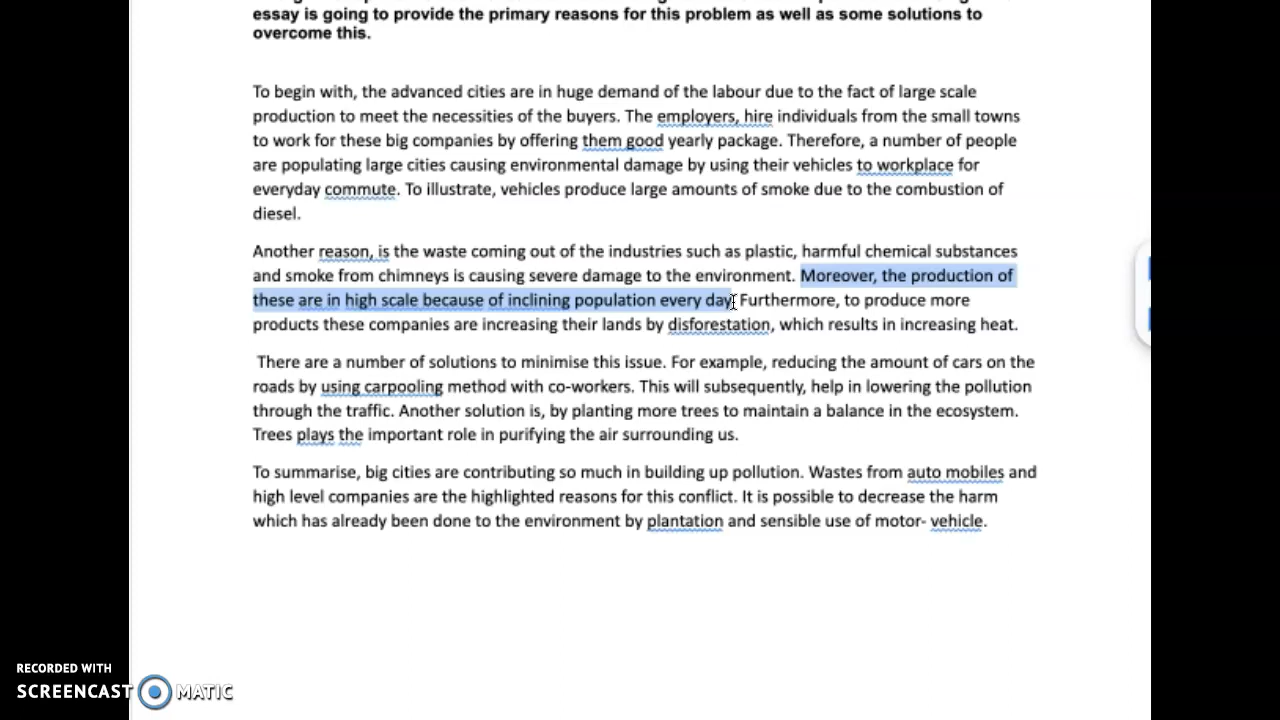 essay is going to provide the primary reasons for this problem as well as some solutions to
overcome this.
To begin with, the advanced cities are in huge demand of the labour due to the fact of large scale
production to meet the necessities of the buyers. The employers, hire individuals from the small towns
to work for these big companies by offering them good yearly package. Therefore, a number of people
are populating large cities causing environmental damage by using their vehicles to workplace for
everyday commute. To illustrate, vehicles produce large amounts of smoke due to the combustion of
diesel.
Another reason, is the waste coming out of the industries such as plastic, harmful chemical substances
and smoke from chimneys is causing severe damage to the environment. Moreover, the production of
these are in high scale because of inclining population every day. Furthermore, to produce more
products these companies are increasing their lands by disforestation, which results in increasing heat.
There are a number of solutions to minimise this issue. For example, reducing the amount of cars on the
roads by using carpooling method with co-workers. This will subsequently, help in lowering the pollution
through the traffic. Another solution is, by planting more trees to maintain a balance in the ecosystem.
Trees plays the important role in purifying the air surrounding us.
To summarise, big cities are contributing so much in building up pollution. Wastes from auto mobiles and
high level companies are the highlighted reasons for this conflict. It is possible to decrease the harm
which has already been done to the environment by plantation and sensible use of motor- vehicle.
RECORDED WITH
SCREENCAST MATIC